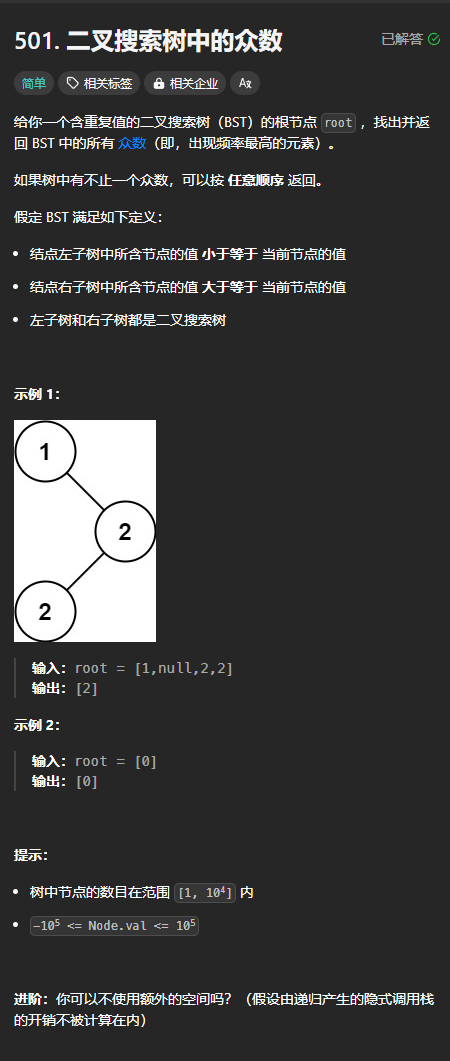 501. 二叉搜索树中的众数
已解答
简单 相关标签 相关企业 Ax
给你一个含重复值的二叉搜索树（BST）的根节点 root ，找出并返
回 BST 中的所有 众数（即，出现频率最高的元素）。
如果树中有不止一个众数，可以按 任意顺序 返回。
假定 BST 满足如下定义：
• 结点左子树中所含节点的值 小于等于 当前节点的值
• 结点右子树中所含节点的值 大于等于 当前节点的值
• 左子树和右子树都是二叉搜索树
示例 1：
1
2
2
输入：root = [1,null,2,2]
输出：[2]
示例 2：
输入：root = [0]
输出：[0]
提示：
• 树中节点的数目在范围 [1, 10⁴] 内
• -10⁵ <= Node.val <= 10⁵
进阶：你可以不使用额外的空间吗？（假设由递归产生的隐式调用栈
的开销不被计算在内）